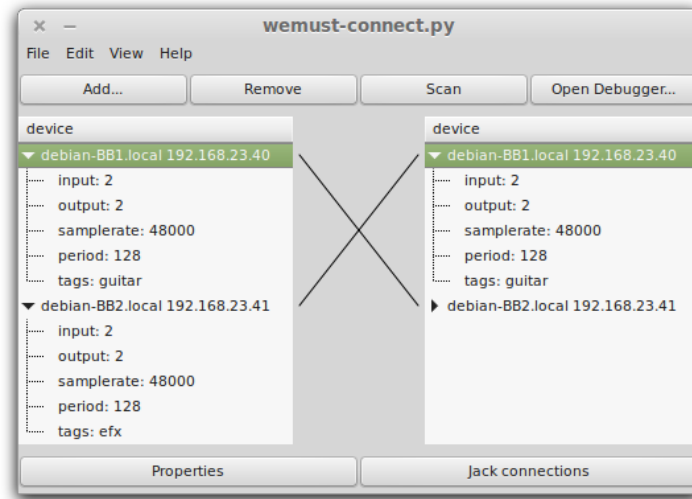 wemust-connect.py
File Edit View Help
Add... Remove Scan Open Debugger...
device
debian-BB1.local 192.168.23.40
input: 2
output: 2
samplerate: 48000
period: 128
tags: guitar
debian-BB2.local 192.168.23.41
input: 2
output: 2
samplerate: 48000
period: 128
tags: efx
device
debian-BB1.local 192.168.23.40
input: 2
output: 2
samplerate: 48000
period: 128
tags: guitar
debian-BB2.local 192.168.23.41
Properties Jack connections